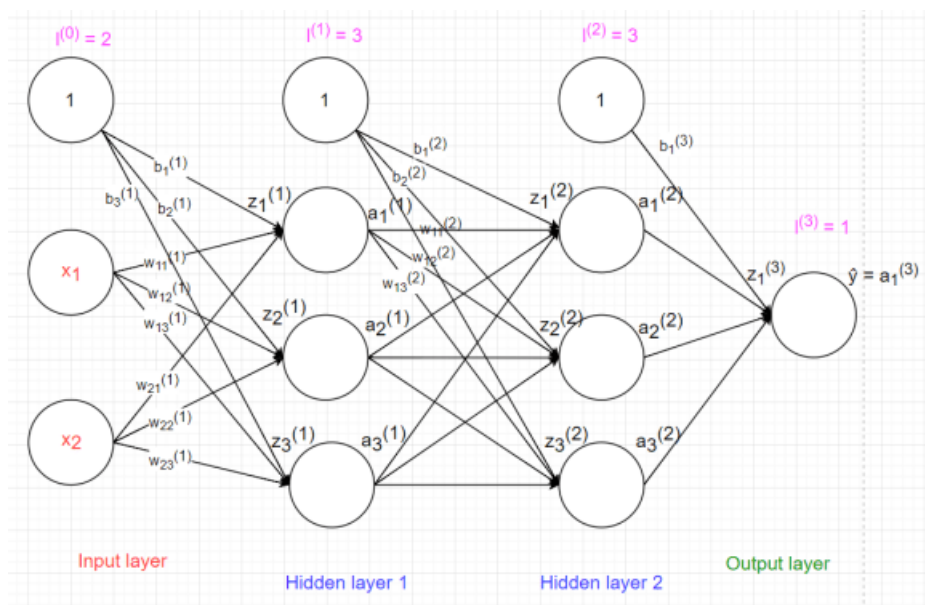 l(0) = 2
l(1) = 3
l(2) = 3
1
1
1
b1(1)
b2(1)
b3(1)
b1(2)
b2(2)
b1(3)
z1(1)
a1(1)
z1(2)
a1(2)
l(3) = 1
x1
w11(1)
w12(1)
w13(1)
w11(2)
w12(2)
w13(2)
z1(3)
ŷ = a1(3)
z2(1)
a2(1)
z2(2)
a2(2)
x2
w21(1)
w22(1)
w23(1)
z3(1)
a3(1)
z3(2)
a3(2)
Input layer
Hidden layer 1
Hidden layer 2
Output layer